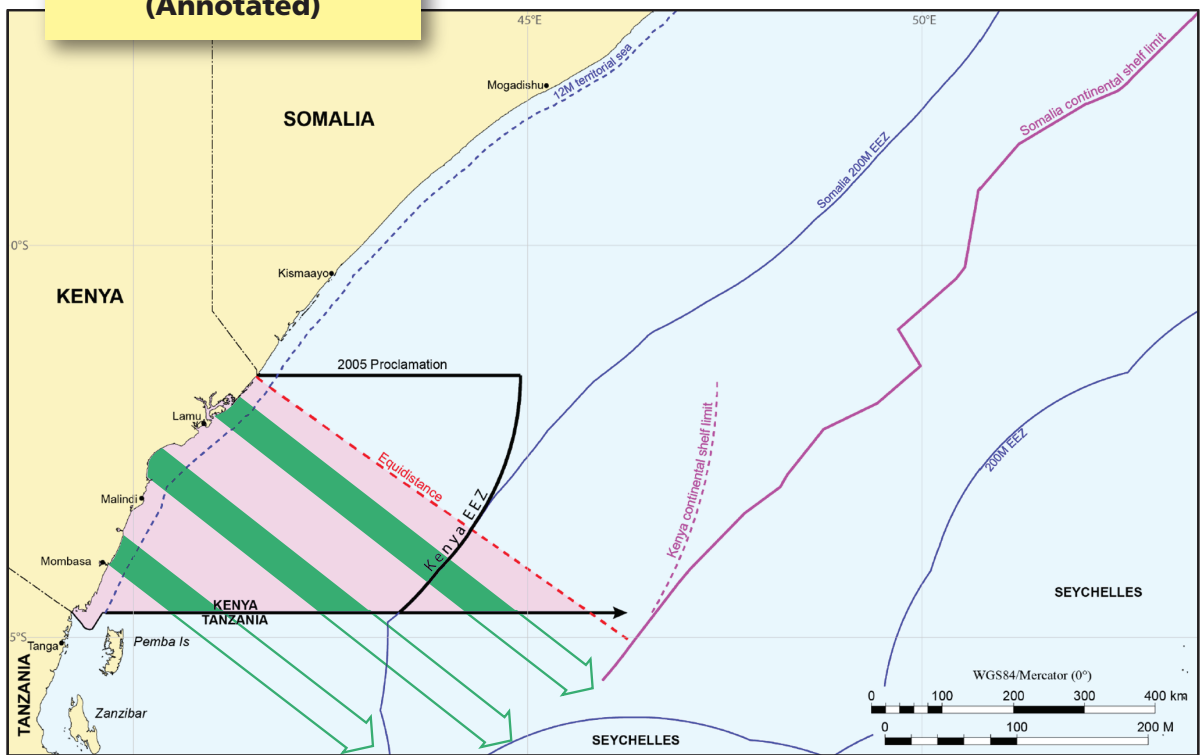 (Annotated)
45°E
50°E
Mogadishu
12M territorial sea
Somalia continental shelf limit
SOMALIA
Somalia 200M EEZ
0°S
Kismaayo
KENYA
2005 Proclamation
Lamu
Equidistance
Kenya continental shelf limit
200M EEZ
Malindi
Kenya EEZ
Mombasa
KENYA
TANZANIA
SEYCHELLES
5°S
Tanga
Pemba Is
TANZANIA
Zanzibar
WGS84/Mercator (0°)
0 100 200 300 400 km
0 100 200 M
SEYCHELLES